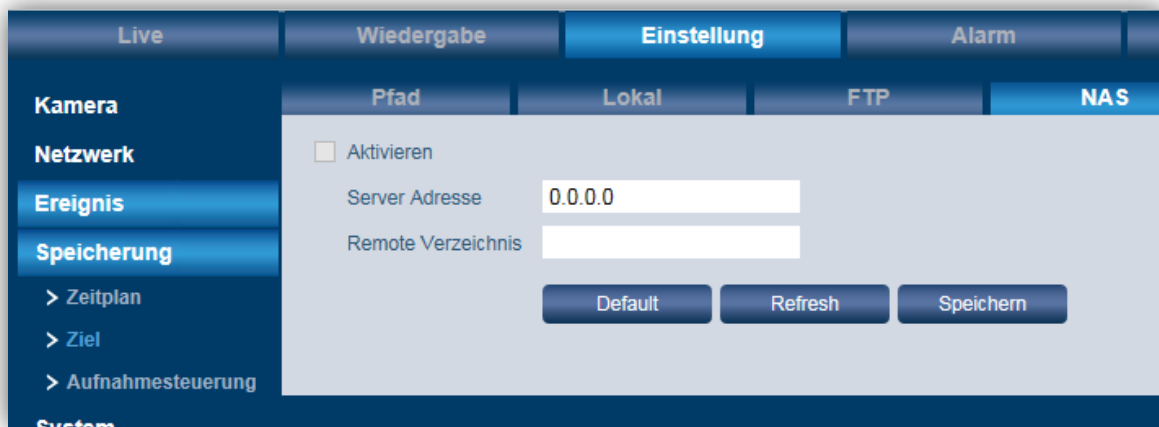 Live Wiedergabe Einstellung Alarm
Pfad Lokal FTP NAS
Kamera
Netzwerk
Ereignis
Speicherung
> Zeitplan
> Ziel
> Aufnahmesteuerung
System
Aktivieren
Server Adresse 0.0.0.0
Remote Verzeichnis
Default Refresh Speichern